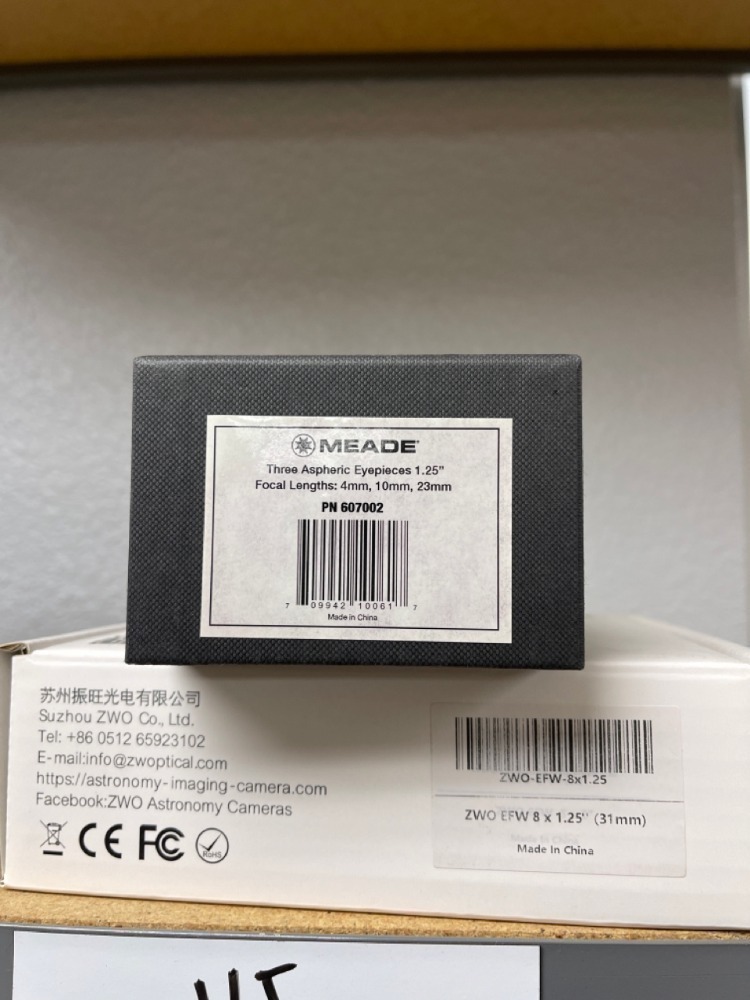 MEADE
Three Aspheric Eyepieces 1.25"
Focal Lengths: 4mm, 10mm, 23mm
PN 607002
7 09942 10061 7
Made in China
苏州振旺光电有限公司
Suzhou ZWO Co., Ltd.
Tel: +86 0512 65923102
E-mail:info@zwoptical.com
https://astronomy-imaging-camera.com
Facebook:ZWO Astronomy Cameras
CE FC RoHS
ZWO-EFW-8x1.25
ZWO EFW 8 x 1.25'' (31mm)
Made In China